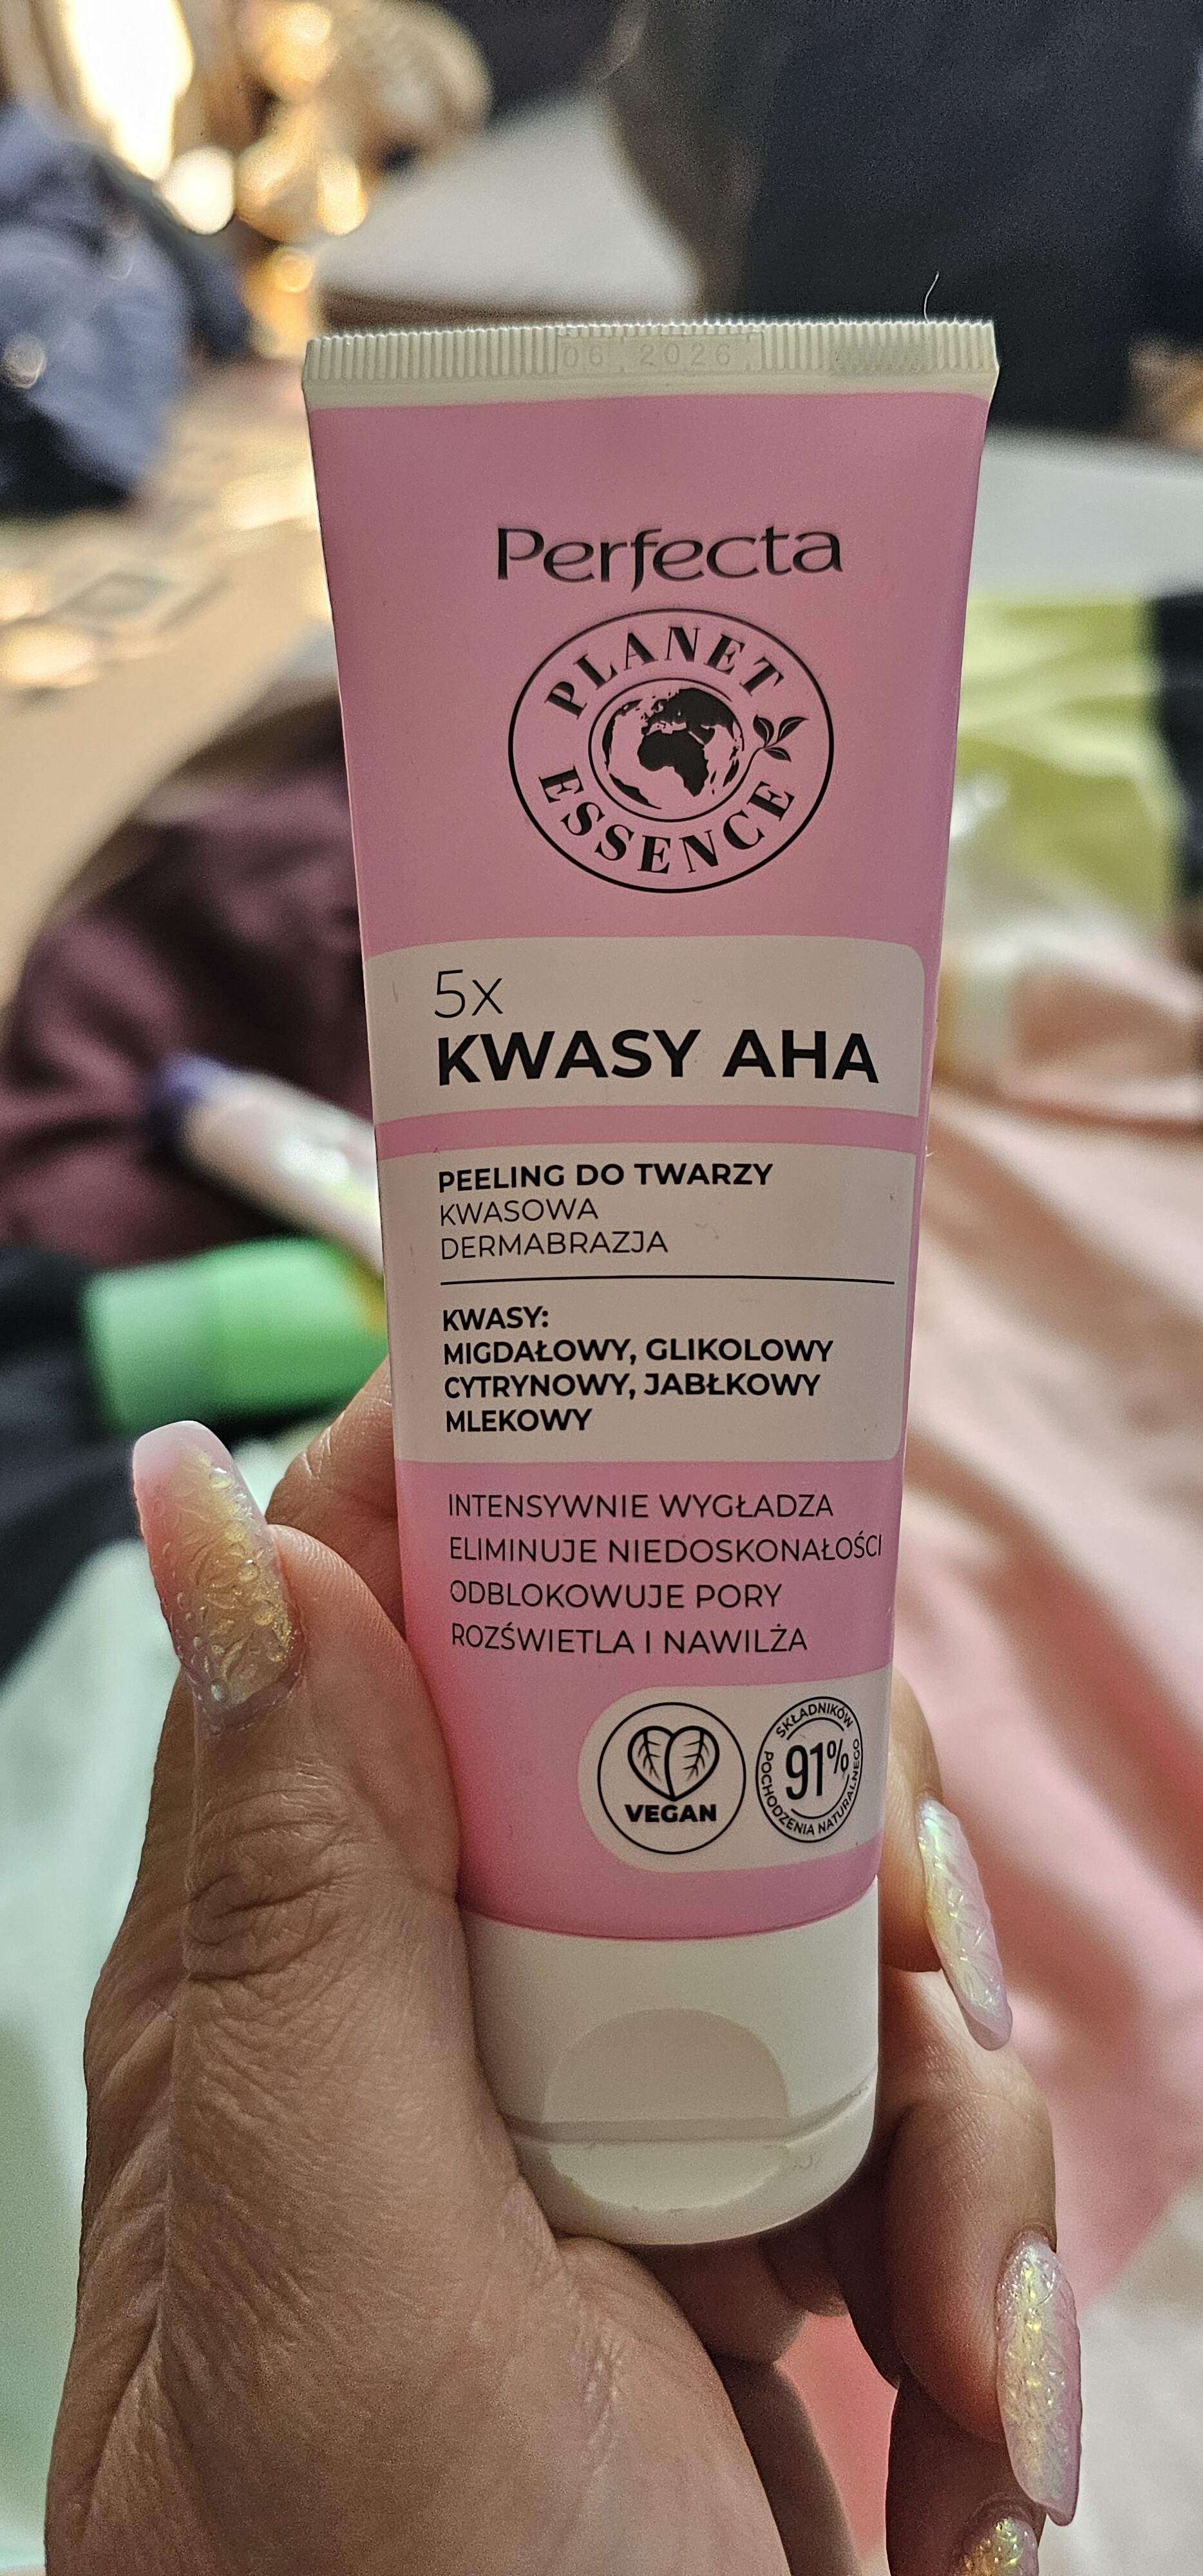 06 2026
Perfecta
PLANET
ESSENCE
5x
KWASY AHA
PEELING DO TWARZY
KWASOWA
DERMABRAZJA
KWASY:
MIGDAŁOWY, GLIKOLOWY
CYTRYNOWY, JABŁKOWY
MLEKOWY
INTENSYWNIE WYGŁADZA
ELIMINUJE NIEDOSKONAŁOŚCI
ODBLOKOWUJE PORY
ROZŚWIETLA I NAWILŻA
VEGAN
91%
SKŁADNIKÓW
POCHODZENIA NATURALNEGO